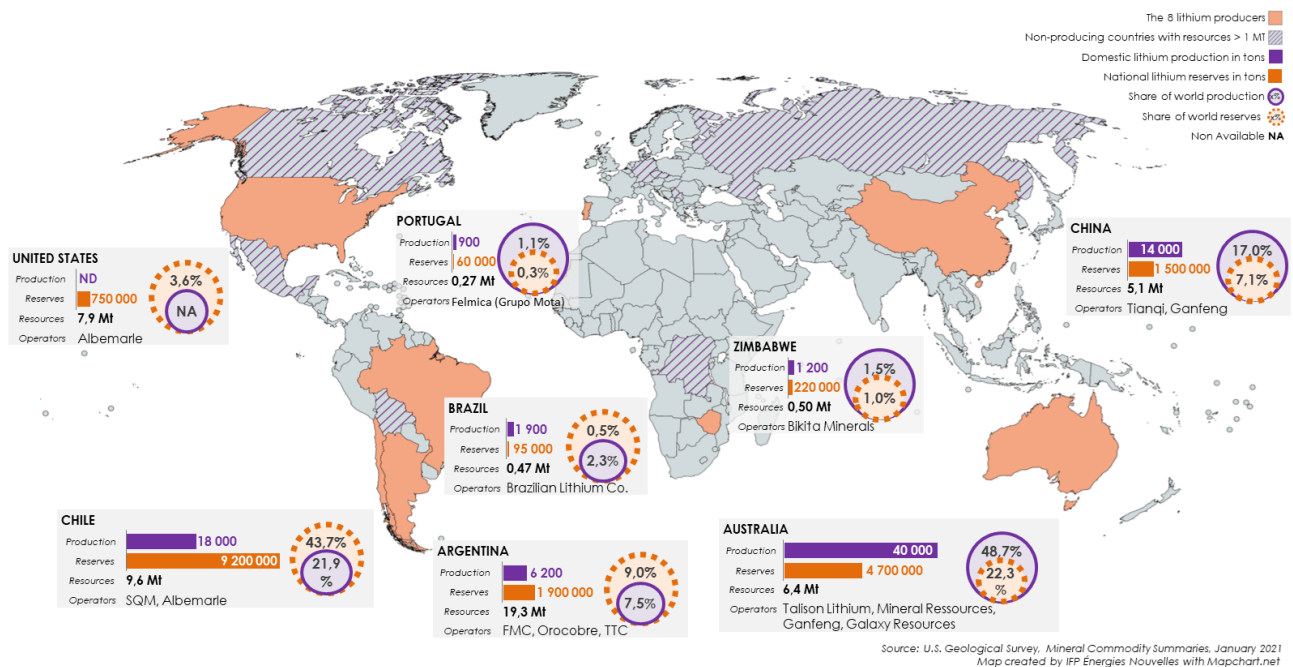 The 8 lithium producers
Non-producing countries with resources > 1 MT
Domestic lithium production in tons
National lithium reserves in tons
Share of world production x%
Share of world reserves x%
Non Available NA
PORTUGAL
Production 900
Reserves 60 000
Resources 0,27 Mt
Operators Felmica (Grupo Mota)
1,1%
0,3%
CHINA
Production 14 000
Reserves 1 500 000
Resources 5,1 Mt
Operators Tianqi, Ganfeng
17,0%
7,1%
UNITED STATES
Production ND
Reserves 750 000
Resources 7,9 Mt
Operators Albemarle
3,6%
NA
ZIMBABWE
Production 1 200
Reserves 220 000
Resources 0,50 Mt
Operators Bikita Minerals
1,5%
1,0%
BRAZIL
Production 1 900
Reserves 95 000
Resources 0,47 Mt
Operators Brazilian Lithium Co.
0,5%
2,3%
CHILE
Production 18 000
Reserves 9 200 000
Resources 9,6 Mt
Operators SQM, Albemarle
43,7%
21,9
%
ARGENTINA
Production 6 200
Reserves 1 900 000
Resources 19,3 Mt
Operators FMC, Orocobre, TTC
9,0%
7,5%
AUSTRALIA
Production 40 000
Reserves 4 700 000
Resources 6,4 Mt
Operators Talison Lithium, Mineral Ressources,
Ganfeng, Galaxy Resources
48,7%
22,3
%
Source: U.S. Geological Survey, Mineral Commodity Summaries, January 2021
Map created by IFP Énergies Nouvelles with Mapchart.net